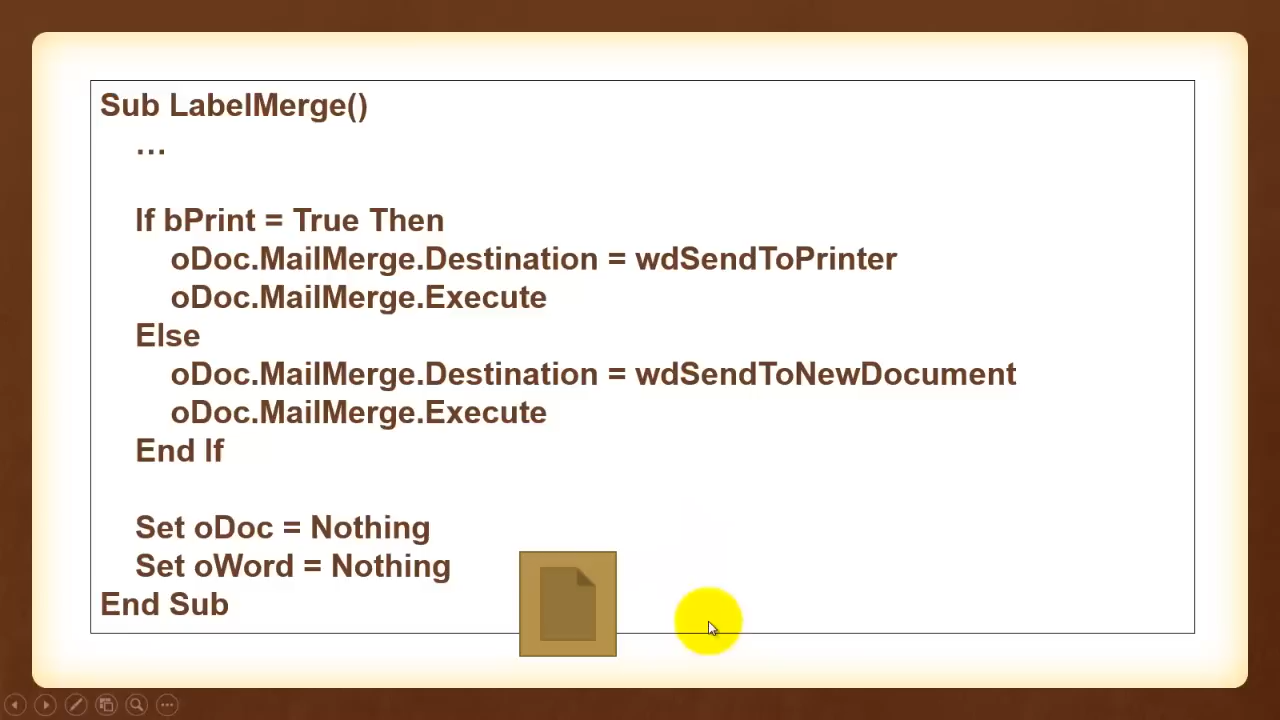 Sub LabelMerge()
…
If bPrint = True Then
oDoc.MailMerge.Destination = wdSendToPrinter
oDoc.MailMerge.Execute
Else
oDoc.MailMerge.Destination = wdSendToNewDocument
oDoc.MailMerge.Execute
End If
Set oDoc = Nothing
Set oWord = Nothing
End Sub